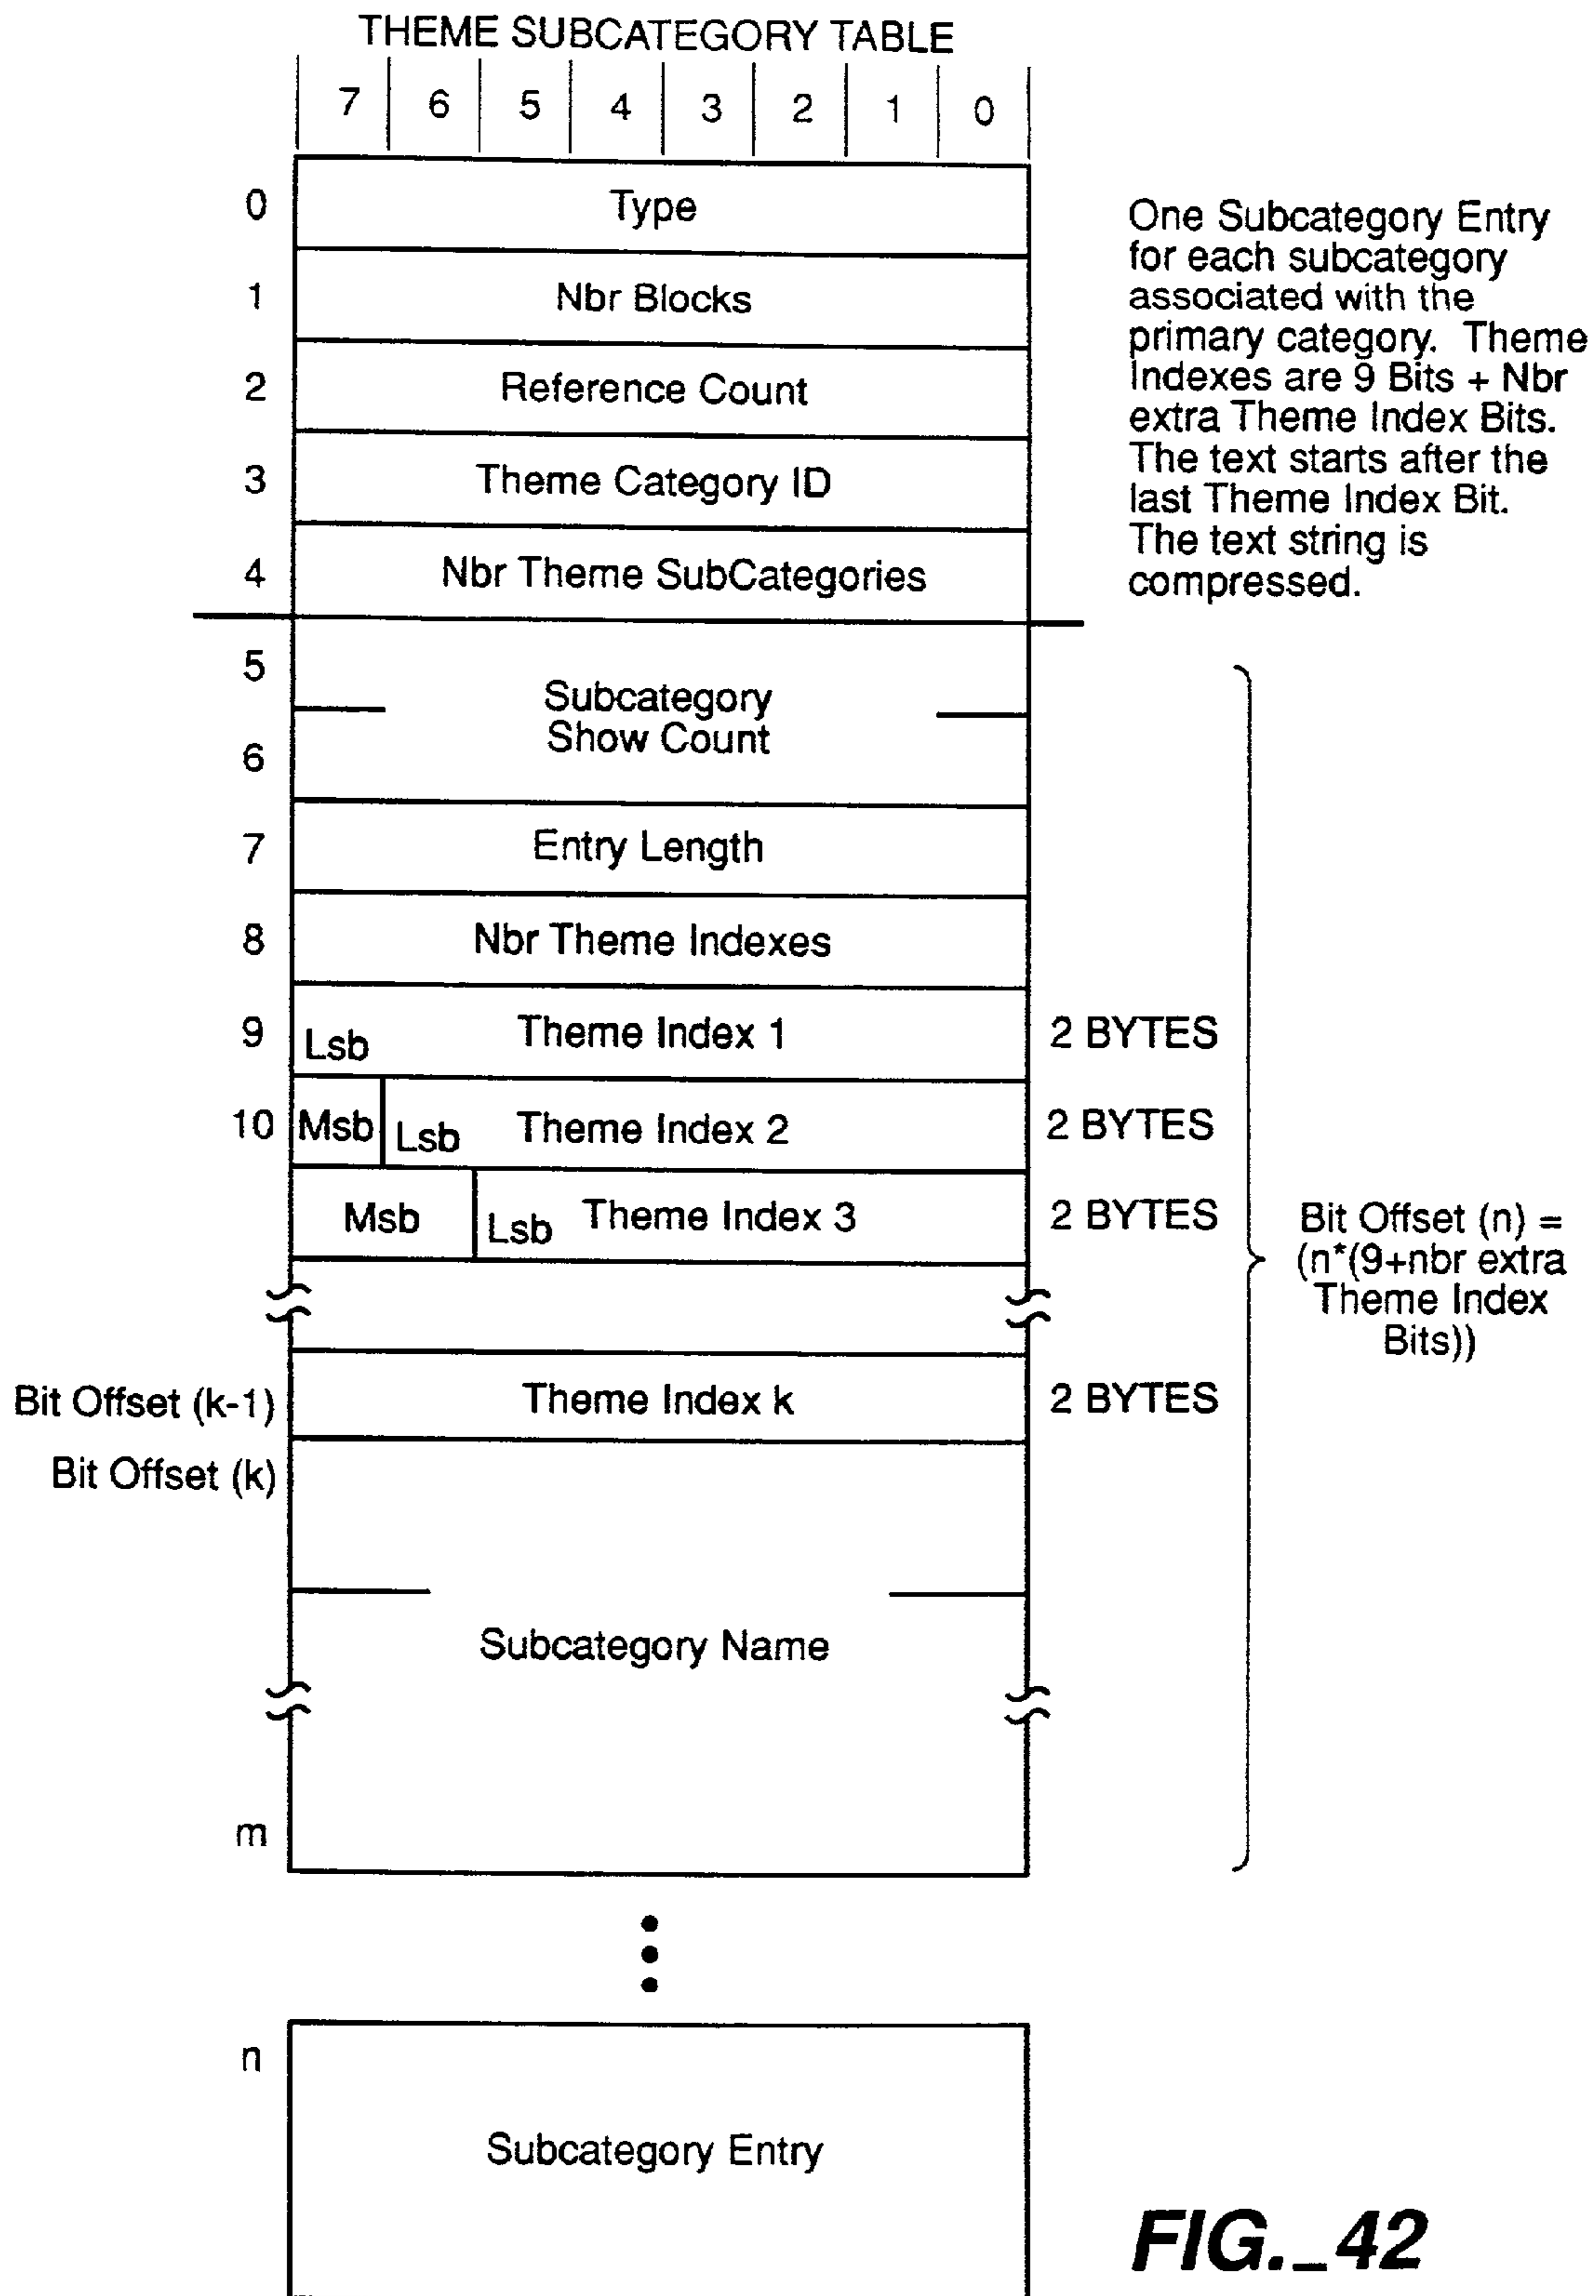 THEME SUBCATEGORY TABLE
7 6 5 4 3 2 1 0
0 Type
1 Nbr Blocks
2 Reference Count
3 Theme Category ID
4 Nbr Theme SubCategories
One Subcategory Entry
for each subcategory
associated with the
primary category. Theme
Indexes are 9 Bits + Nbr
extra Theme Index Bits.
The text starts after the
last Theme Index Bit.
The text string is
compressed.
5
Subcategory
Show Count
6
7 Entry Length
8 Nbr Theme Indexes
9 Lsb Theme Index 1 2 BYTES
10 Msb Lsb Theme Index 2 2 BYTES
Msb Lsb Theme Index 3 2 BYTES
Bit Offset (n) =
(n*(9+nbr extra
Theme Index
Bits))
Bit Offset (k-1) Theme Index k 2 BYTES
Bit Offset (k)
Subcategory Name
m
n
Subcategory Entry
FIG._42